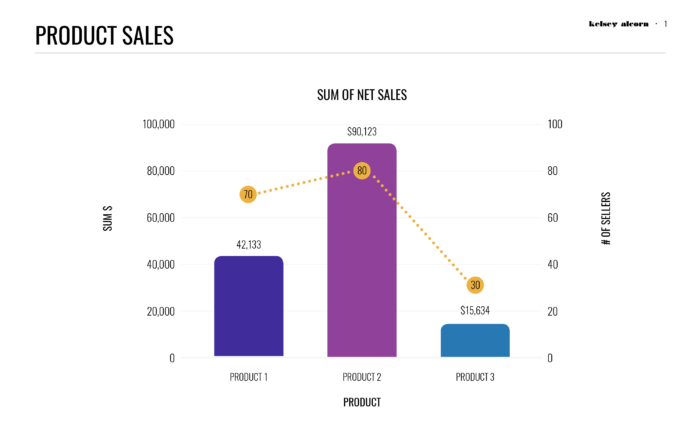 PRODUCT SALES
kelsey alcorn · 1
SUM OF NET SALES
100,000
80,000
60,000
40,000
20,000
0
SUM $
100
80
60
40
20
0
# OF SELLERS
42,133
$90,123
$15,634
70
80
30
PRODUCT 1
PRODUCT 2
PRODUCT 3
PRODUCT